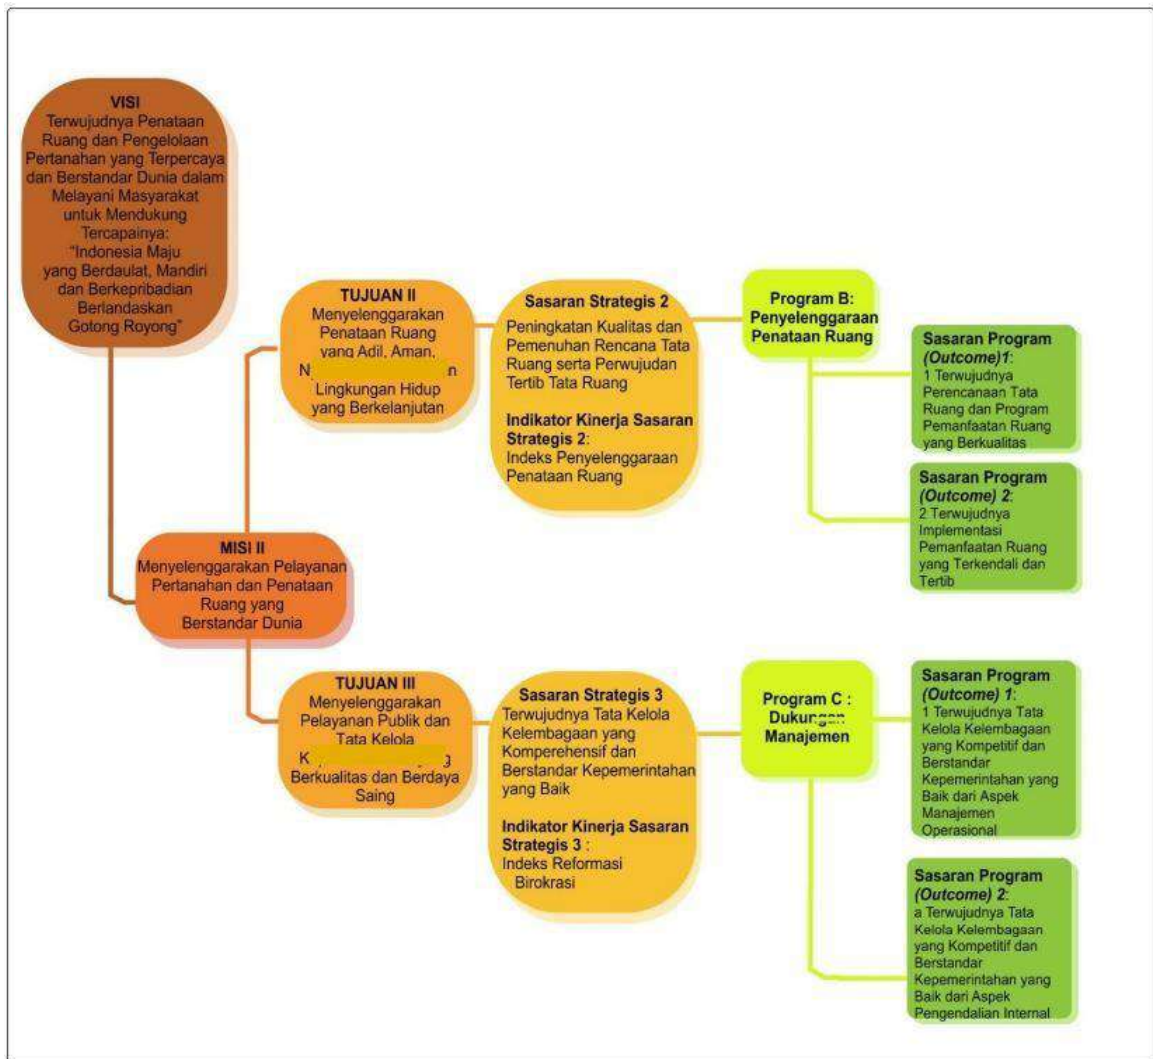 VISI
Terwujudnya Penataan
Ruang dan Pengelolaan
Pertanahan yang Terpercaya
dan Berstandar Dunia dalam
Melayani Masyarakat
untuk Mendukung
Tercapainya:
"Indonesia Maju
yang Berdaulat, Mandiri
dan Berkepribadian
Berlandaskan
Gotong Royong"
MISI II
Menyelenggarakan Pelayanan
Pertanahan dan Penataan
Ruang yang
Berstandar Dunia
TUJUAN II
Menyelenggarakan
Penataan Ruang
yang Adil, Aman,
Lingkungan Hidup
yang Berkelanjutan
Sasaran Strategis 2
Peningkatan Kualitas dan
Pemenuhan Rencana Tata
Ruang serta Perwujudan
Tertib Tata Ruang
Indikator Kinerja Sasaran
Strategis 2:
Indeks Penyelenggaraan
Penataan Ruang
Program B:
Penyelenggaraan
Penataan Ruang
Sasaran Program
(Outcome)1:
1 Terwujudnya
Perencanaan Tata
Ruang dan Program
Pemanfaatan Ruang
yang Berkualitas
Sasaran Program
(Outcome) 2:
2 Terwujudnya
Implementasi
Pemanfaatan Ruang
yang Terkendali dan
Tertib
TUJUAN III
Menyelenggarakan
Pelayanan Publik dan
Tata Kelola
Berkualitas dan Berdaya
Saing
Sasaran Strategis 3
Terwujudnya Tata Kelola
Kelembagaan yang
Komperehensif dan
Berstandar Kepemerintahan
yang Baik
Indikator Kinerja Sasaran
Strategis 3 :
Indeks Reformasi
Birokrasi
Program C :
Dukungan
Manajemen
Sasaran Program
(Outcome) 1:
1 Terwujudnya Tata
Kelola Kelembagaan
yang Kompetitif dan
Berstandar
Kepemerintahan yang
Baik dari Aspek
Manajemen
Operasional
Sasaran Program
(Outcome) 2:
a Terwujudnya Tata
Kelola Kelembagaan
yang Kompetitif dan
Berstandar
Kepemerintahan yang
Baik dari Aspek
Pengendalian Internal